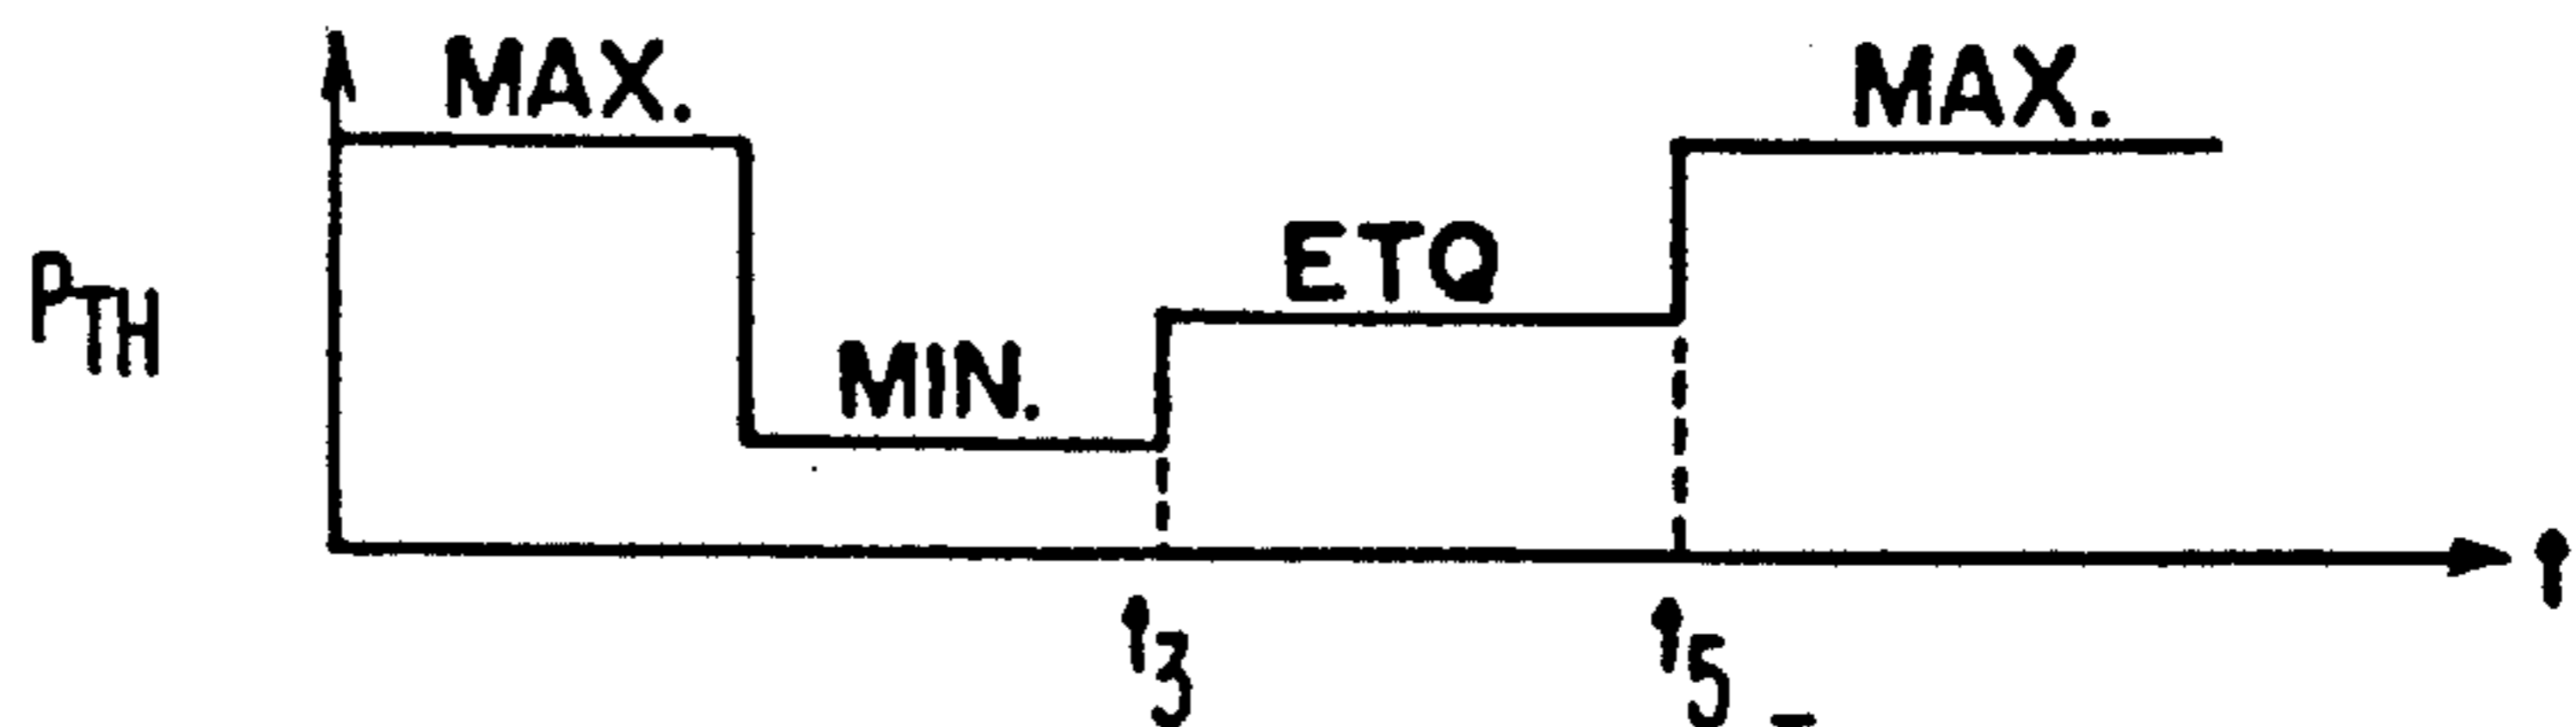 MAX.
MAX.
ETQ
PTH
MIN.
t
t3
t5